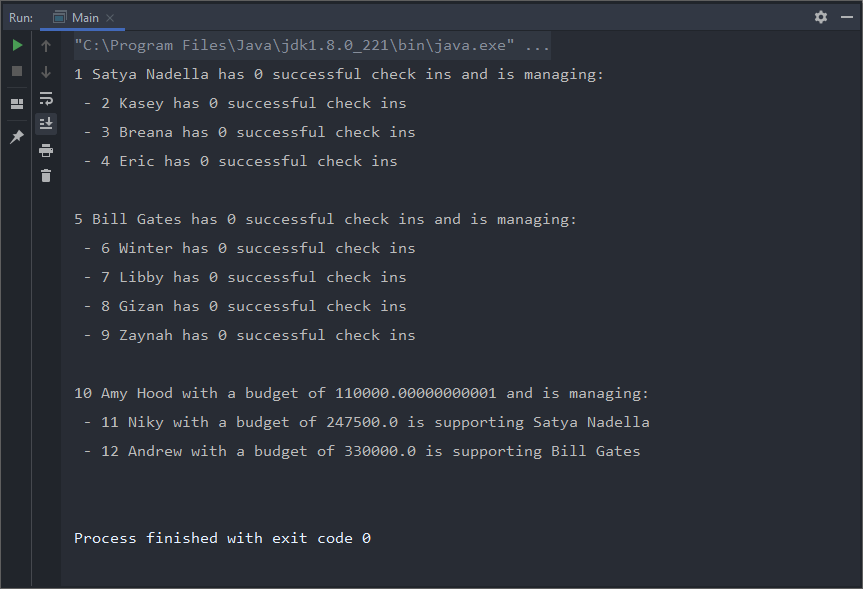 Run: Main
"C:\Program Files\Java\jdk1.8.0_221\bin\java.exe" ...
1 Satya Nadella has 0 successful check ins and is managing:
- 2 Kasey has 0 successful check ins
- 3 Breana has 0 successful check ins
- 4 Eric has 0 successful check ins
5 Bill Gates has 0 successful check ins and is managing:
- 6 Winter has 0 successful check ins
- 7 Libby has 0 successful check ins
- 8 Gizan has 0 successful check ins
- 9 Zaynah has 0 successful check ins
10 Amy Hood with a budget of 110000.00000000001 and is managing:
- 11 Niky with a budget of 247500.0 is supporting Satya Nadella
- 12 Andrew with a budget of 330000.0 is supporting Bill Gates
Process finished with exit code 0